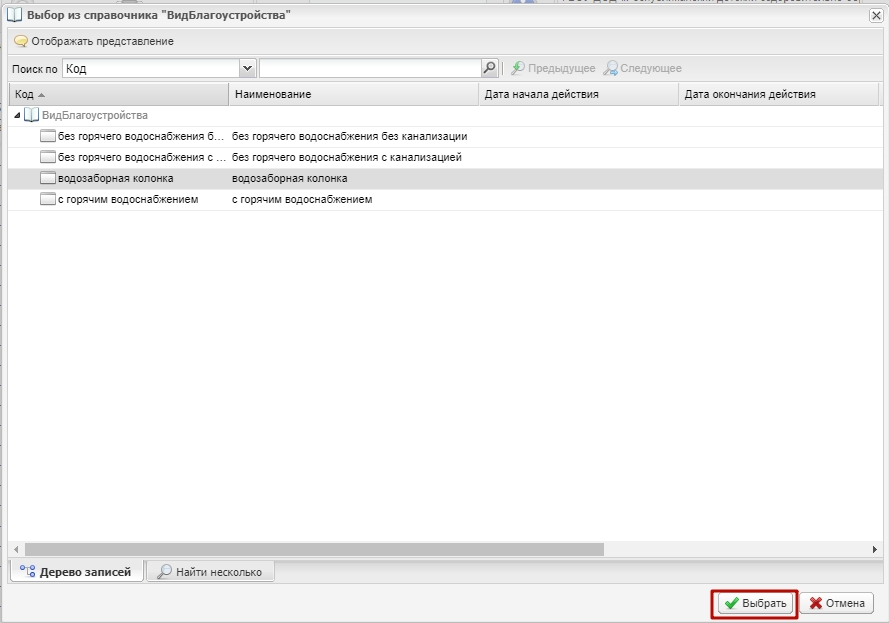 Выбор из справочника "ВидБлагоустройства"
Отображать представление
Поиск по Код Предыдущее Следующее
Код Наименование Дата начала действия Дата окончания действия
ВидБлагоустройства
без горячего водоснабжения б... без горячего водоснабжения без канализации
без горячего водоснабжения с ... без горячего водоснабжения с канализацией
водозаборная колонка водозаборная колонка
с горячим водоснабжением с горячим водоснабжением
Дерево записей Найти несколько
Выбрать Отмена